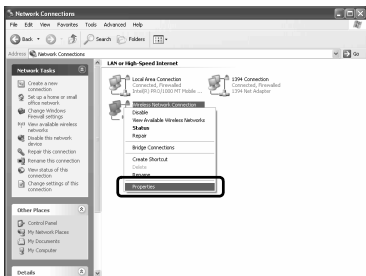 Network Connections
File Edit View Favorites Tools Advanced Help
Back Search Folders
Address Network Connections Go
Network Tasks
Create a new
connection
Set up a home or small
office network
Change Windows
Firewall settings
View available wireless
networks
Disable this network
device
Repair this connection
Rename this connection
View status of this
connection
Change settings of this
connection
Other Places
Control Panel
My Network Places
My Documents
My Computer
Details
LAN or High-Speed Internet
Local Area Connection
Connected, Firewalled
Intel(R) PRO/1000 MT Mobile ...
1394 Connection
Connected, Firewalled
1394 Net Adapter
Wireless Network Connection
Disable
View Available Wireless Networks
Status
Repair
Bridge Connections
Create Shortcut
Delete
Rename
Properties